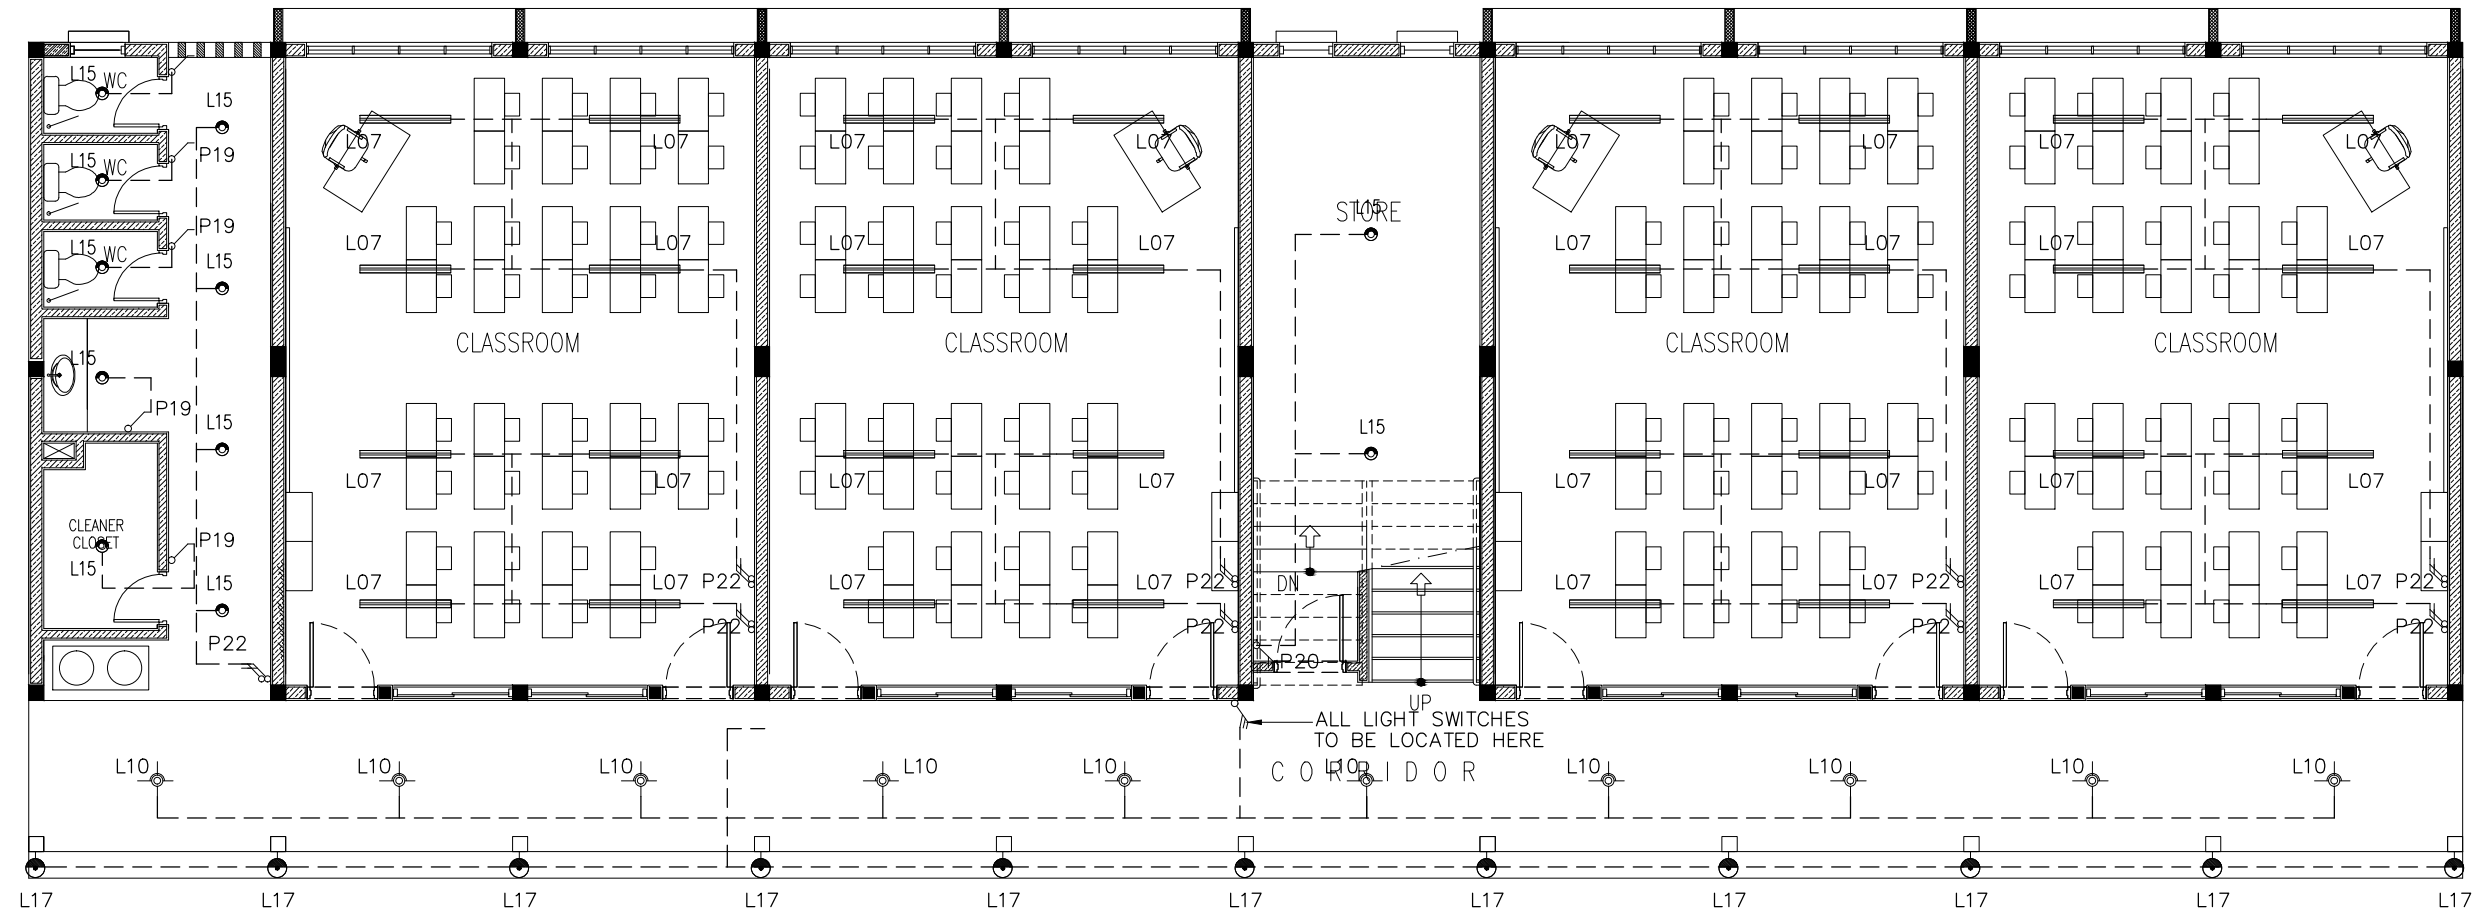 L15 WC
L15
L07 L07 L07 L07 L07 L07 L07 L07
P19
L15 WC
L15
STORE
P19
L07 L07 L07 L07 L07 L07 L07 L07
L15 WC
L15
CLASSROOM CLASSROOM CLASSROOM CLASSROOM
L15
P19
L15 L15
L07 L07 L07 L07 L07 L07 L07 L07
CLEANER
CLOSET
P19
L15
L15 L07 L07 P22 L07 L07 P22 DN L07 L07 P22 L07 L07 P22
P22 P22 P22 P22
P22
P20
UP
ALL LIGHT SWITCHES
TO BE LOCATED HERE
L10 L10 L10 L10 L10 L10 L10 L10 L10 L10
CORRIDOR
L17 L17 L17 L17 L17 L17 L17 L17 L17 L17 L17